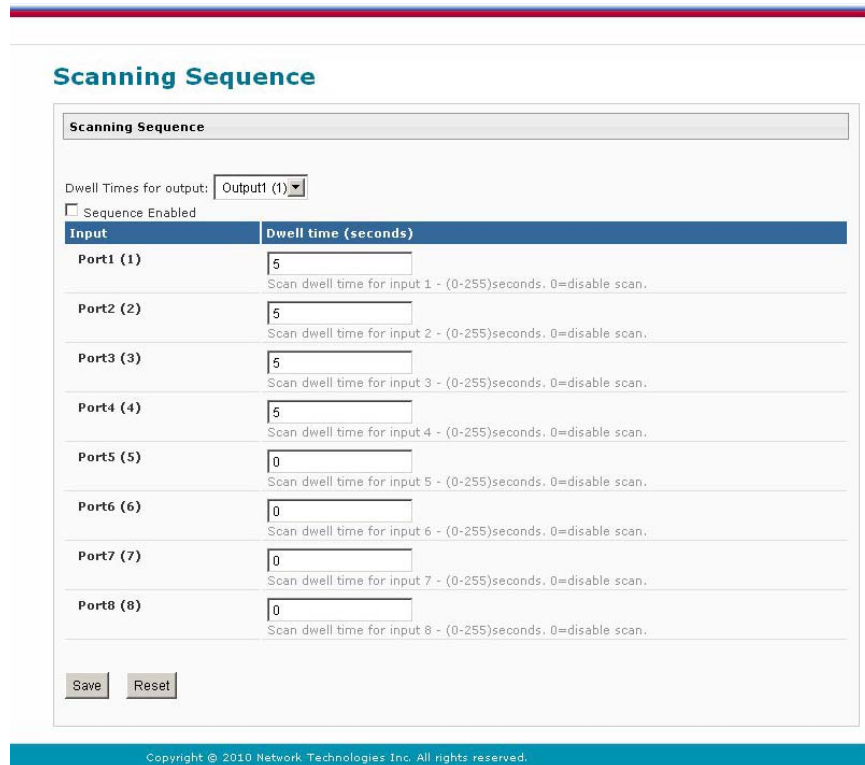 Scanning Sequence
Scanning Sequence
Dwell Times for output: Output1 (1)
Sequence Enabled
Input Dwell time (seconds)
Port1 (1) 5
Scan dwell time for input 1 - (0-255)seconds. 0=disable scan.
Port2 (2) 5
Scan dwell time for input 2 - (0-255)seconds. 0=disable scan.
Port3 (3) 5
Scan dwell time for input 3 - (0-255)seconds. 0=disable scan.
Port4 (4) 5
Scan dwell time for input 4 - (0-255)seconds. 0=disable scan.
Port5 (5) 0
Scan dwell time for input 5 - (0-255)seconds. 0=disable scan.
Port6 (6) 0
Scan dwell time for input 6 - (0-255)seconds. 0=disable scan.
Port7 (7) 0
Scan dwell time for input 7 - (0-255)seconds. 0=disable scan.
Port8 (8) 0
Scan dwell time for input 8 - (0-255)seconds. 0=disable scan.
Save Reset
Copyright © 2010 Network Technologies Inc. All rights reserved.